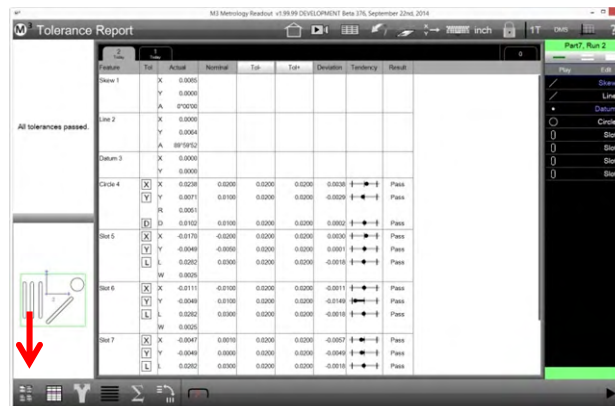 M3 Metrology Readout v1.99.99 DEVELOPMENT Beta 376, September 22nd, 2014
M3 Tolerance Report
inch 1T DMS
2 Today 1 Today 0 Part7, Run 2
Feature Tol Actual Nominal Tol- Tol+ Deviation Tendency Result Play Edit
Skew 1 X 0.0085 Skew
Y 0.0000 Line
A 0°00'00 Datum
All tolerances passed. Line 2 X 0.0000 Circle
Y 0.0064 Slot
A 89°59'52 Slot
Datum 3 X 0.0000 Slot
Y 0.0000
Circle 4 X X 0.0238 0.0200 0.0200 0.0200 0.0038 Pass
Y Y 0.0071 0.0100 0.0200 0.0200 -0.0029 Pass
R 0.0051
D D 0.0102 0.0100 0.0200 0.0200 0.0002 Pass
Slot 5 X X -0.0170 -0.0200 0.0200 0.0200 0.0030 Pass
Y Y -0.0049 -0.0050 0.0200 0.0200 0.0001 Pass
L L 0.0282 0.0300 0.0200 0.0200 -0.0018 Pass
W 0.0025
Slot 6 X X -0.0111 -0.0100 0.0200 0.0200 -0.0011 Pass
Y Y -0.0049 0.0100 0.0200 0.0200 -0.0149 Pass
L L 0.0282 0.0300 0.0200 0.0200 -0.0018 Pass
W 0.0025
Slot 7 X X -0.0047 0.0010 0.0200 0.0200 -0.0057 Pass
Y Y -0.0049 0.0000 0.0200 0.0200 -0.0049 Pass
L L 0.0282 0.0300 0.0200 0.0200 -0.0018 Pass